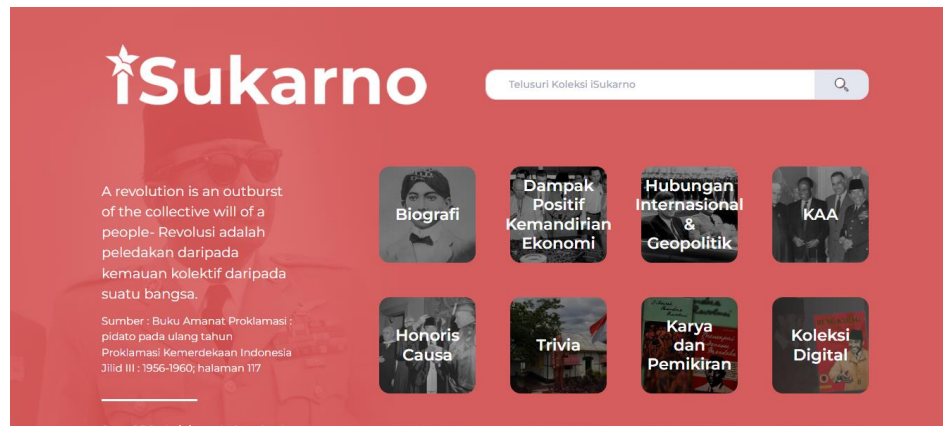 iSukarno
Telusuri Koleksi iSukarno
A revolution is an outburst
of the collective will of a
people- Revolusi adalah
peledakan daripada
kemauan kolektif daripada
suatu bangsa.
Sumber : Buku Amanat Proklamasi :
pidato pada ulang tahun
Proklamasi Kemerdekaan Indonesia
Jilid III : 1956-1960; halaman 117
Biografi
Dampak
Positif
Kemandirian
Ekonomi
Hubungan
Internasional
&
Geopolitik
KAA
Honoris
Causa
Trivia
Karya
dan
Pemikiran
Koleksi
Digital